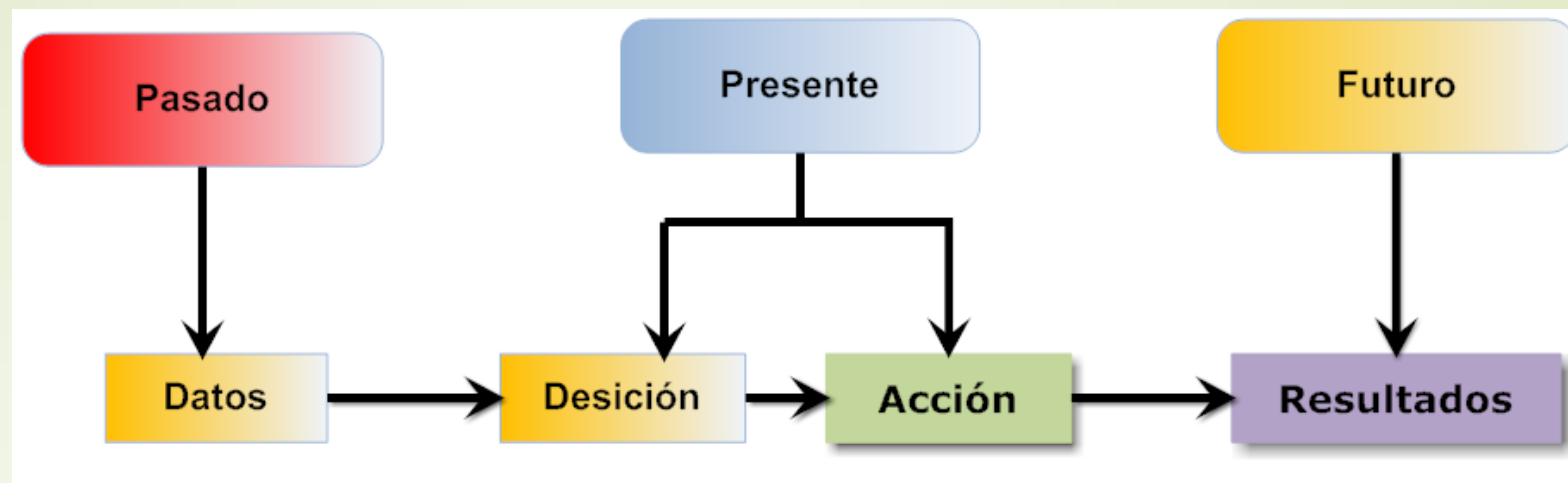 Pasado
Presente
Futuro
Datos
Desición
Acción
Resultados